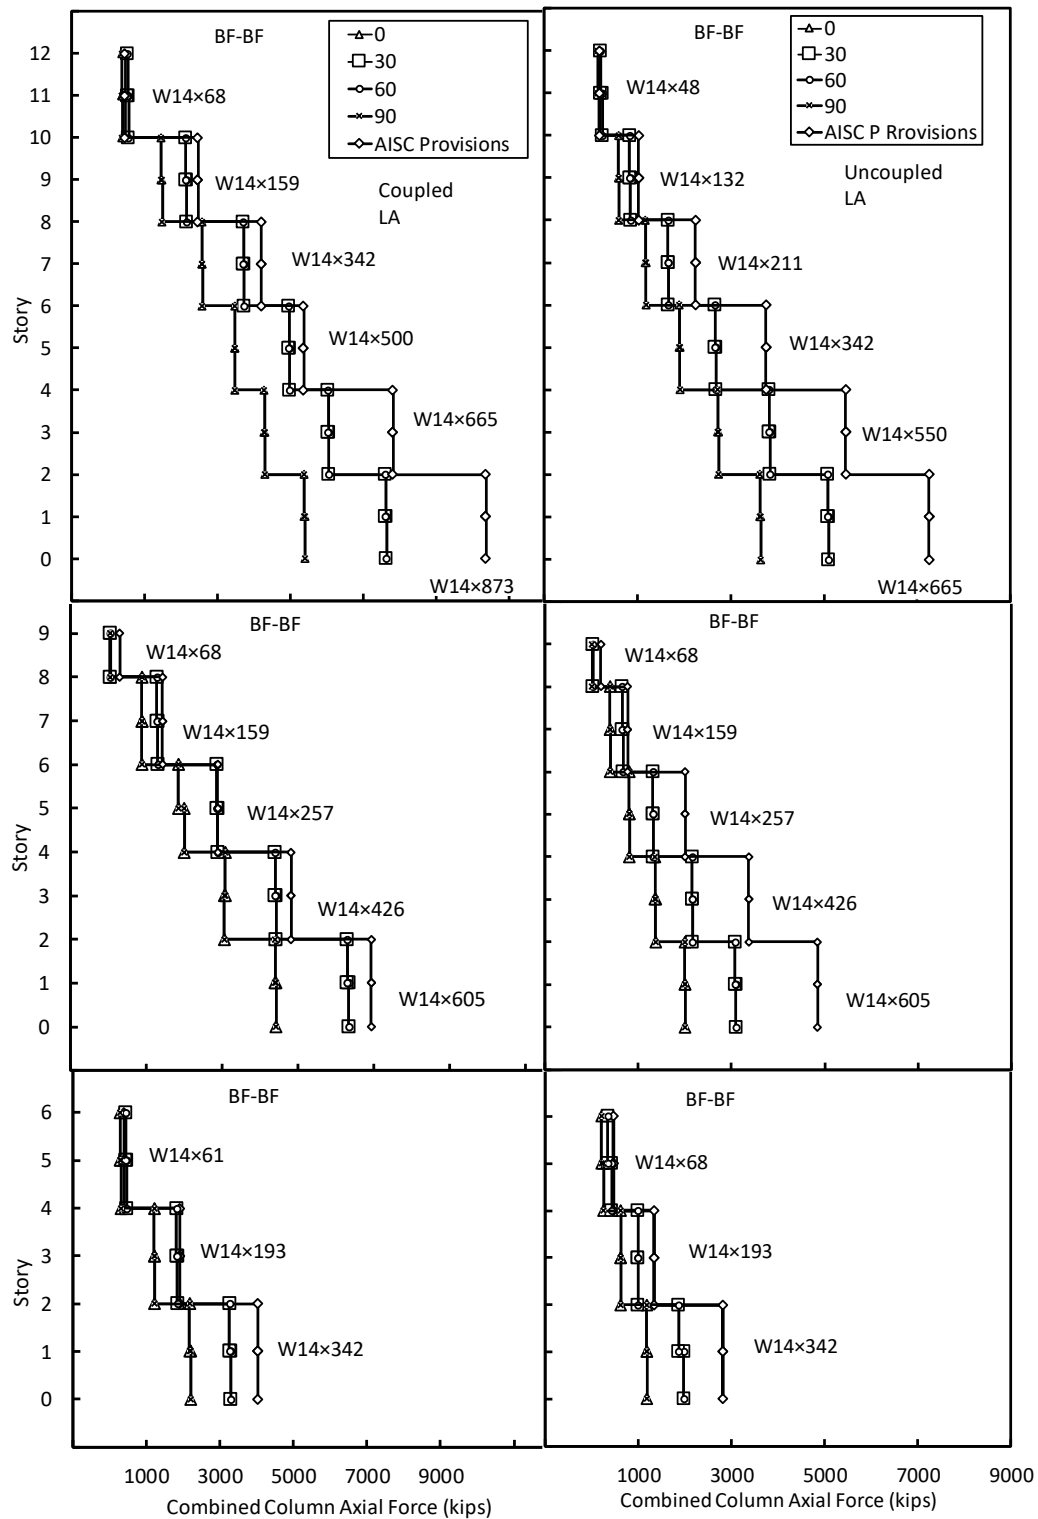 BF-BF
0
30
60
90
AISC Provisions
Coupled
LA
12
11
10
9
8
7
6
5
4
3
2
1
0
Story
W14×68
W14×159
W14×342
W14×500
W14×665
W14×873
BF-BF
0
30
60
90
AISC P Rrovisions
Uncoupled
LA
W14×48
W14×132
W14×211
W14×342
W14×550
W14×665
BF-BF
9
8
7
6
5
4
3
2
1
0
Story
W14×68
W14×159
W14×257
W14×426
W14×605
BF-BF
W14×68
W14×159
W14×257
W14×426
W14×605
BF-BF
6
5
4
3
2
1
0
Story
W14×61
W14×193
W14×342
1000 3000 5000 7000 9000
Combined Column Axial Force (kips)
BF-BF
W14×68
W14×193
W14×342
1000 3000 5000 7000 9000
Combined Column Axial Force (kips)